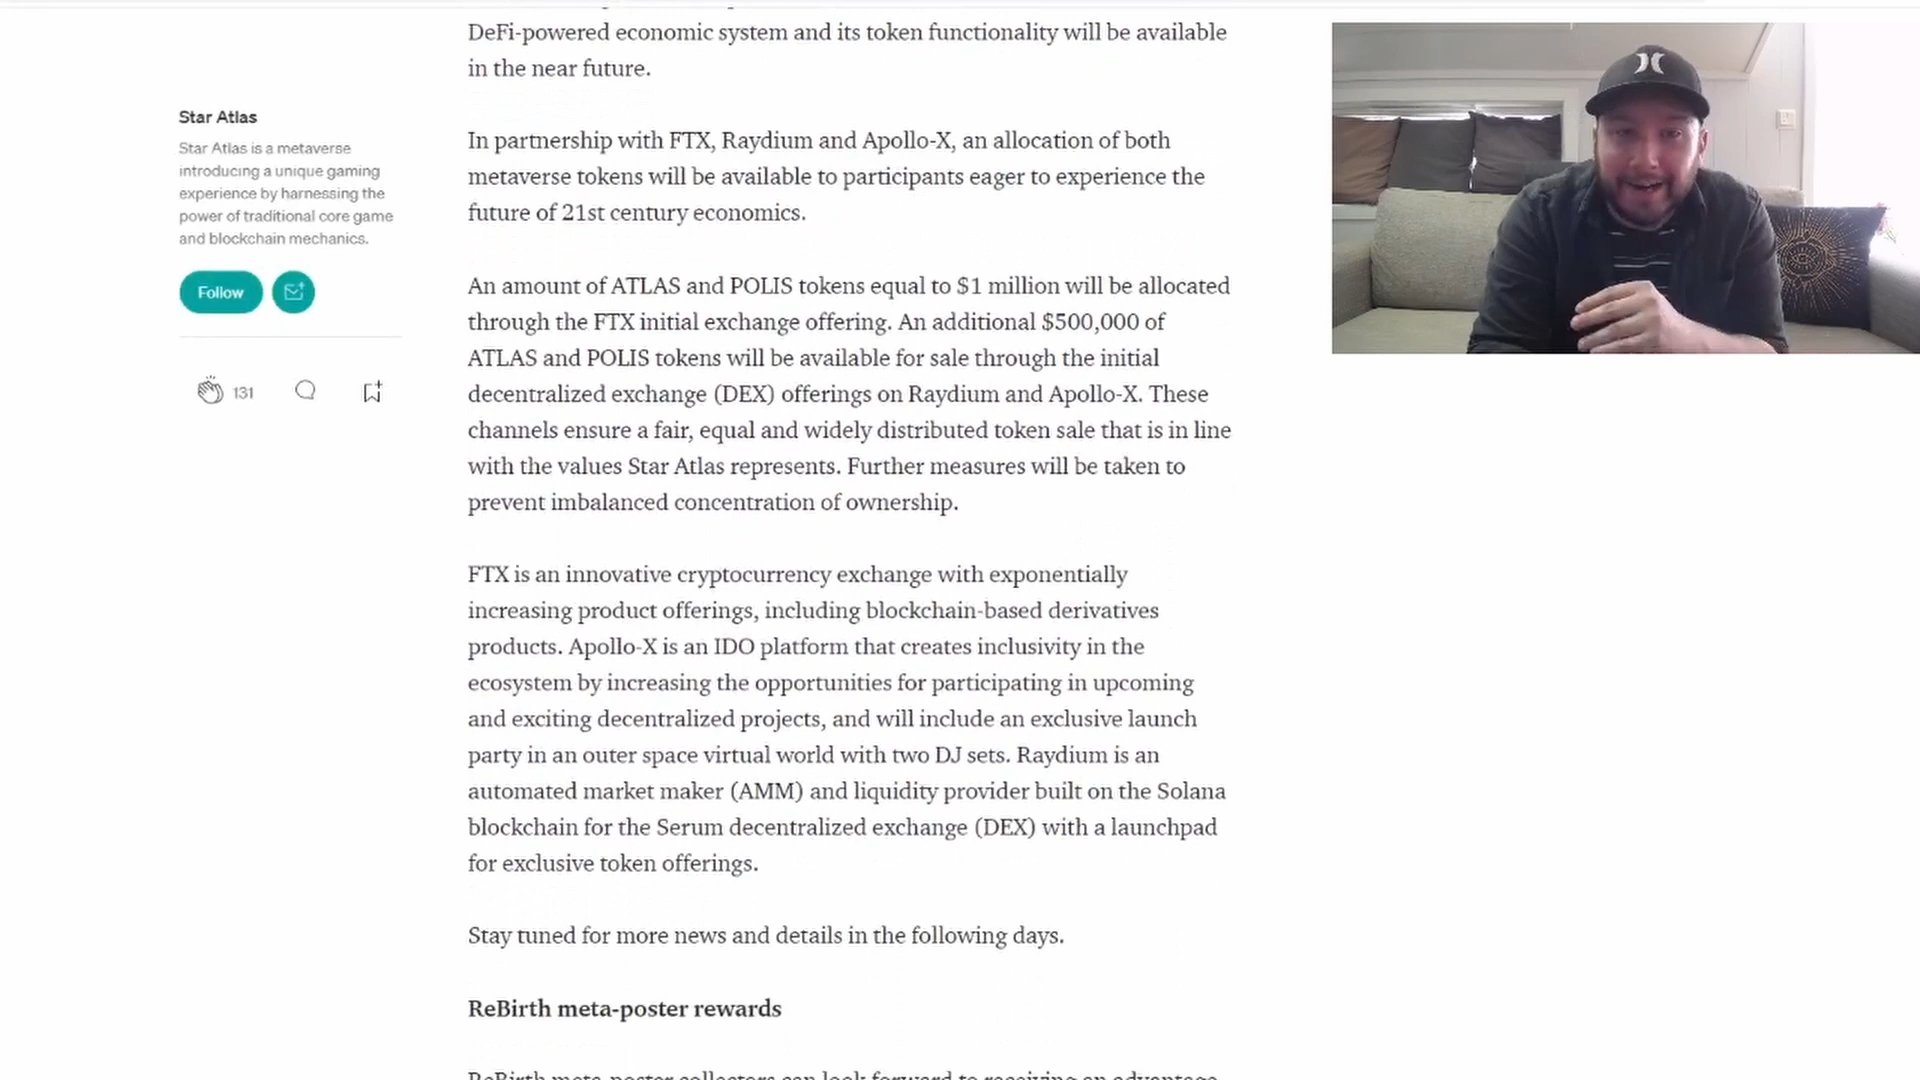 DeFi-powered economic system and its token functionality will be available
in the near future.
Star Atlas
Star Atlas is a metaverse
introducing a unique gaming
experience by harnessing the
power of traditional core game
and blockchain mechanics.
Follow
131
In partnership with FTX, Raydium and Apollo-X, an allocation of both
metaverse tokens will be available to participants eager to experience the
future of 21st century economics.
An amount of ATLAS and POLIS tokens equal to $1 million will be allocated
through the FTX initial exchange offering. An additional $500,000 of
ATLAS and POLIS tokens will be available for sale through the initial
decentralized exchange (DEX) offerings on Raydium and Apollo-X. These
channels ensure a fair, equal and widely distributed token sale that is in line
with the values Star Atlas represents. Further measures will be taken to
prevent imbalanced concentration of ownership.
FTX is an innovative cryptocurrency exchange with exponentially
increasing product offerings, including blockchain-based derivatives
products. Apollo-X is an IDO platform that creates inclusivity in the
ecosystem by increasing the opportunities for participating in upcoming
and exciting decentralized projects, and will include an exclusive launch
party in an outer space virtual world with two DJ sets. Raydium is an
automated market maker (AMM) and liquidity provider built on the Solana
blockchain for the Serum decentralized exchange (DEX) with a launchpad
for exclusive token offerings.
Stay tuned for more news and details in the following days.
ReBirth meta-poster rewards
ReBirth meta-poster collectors can look forward to receiving an advantage